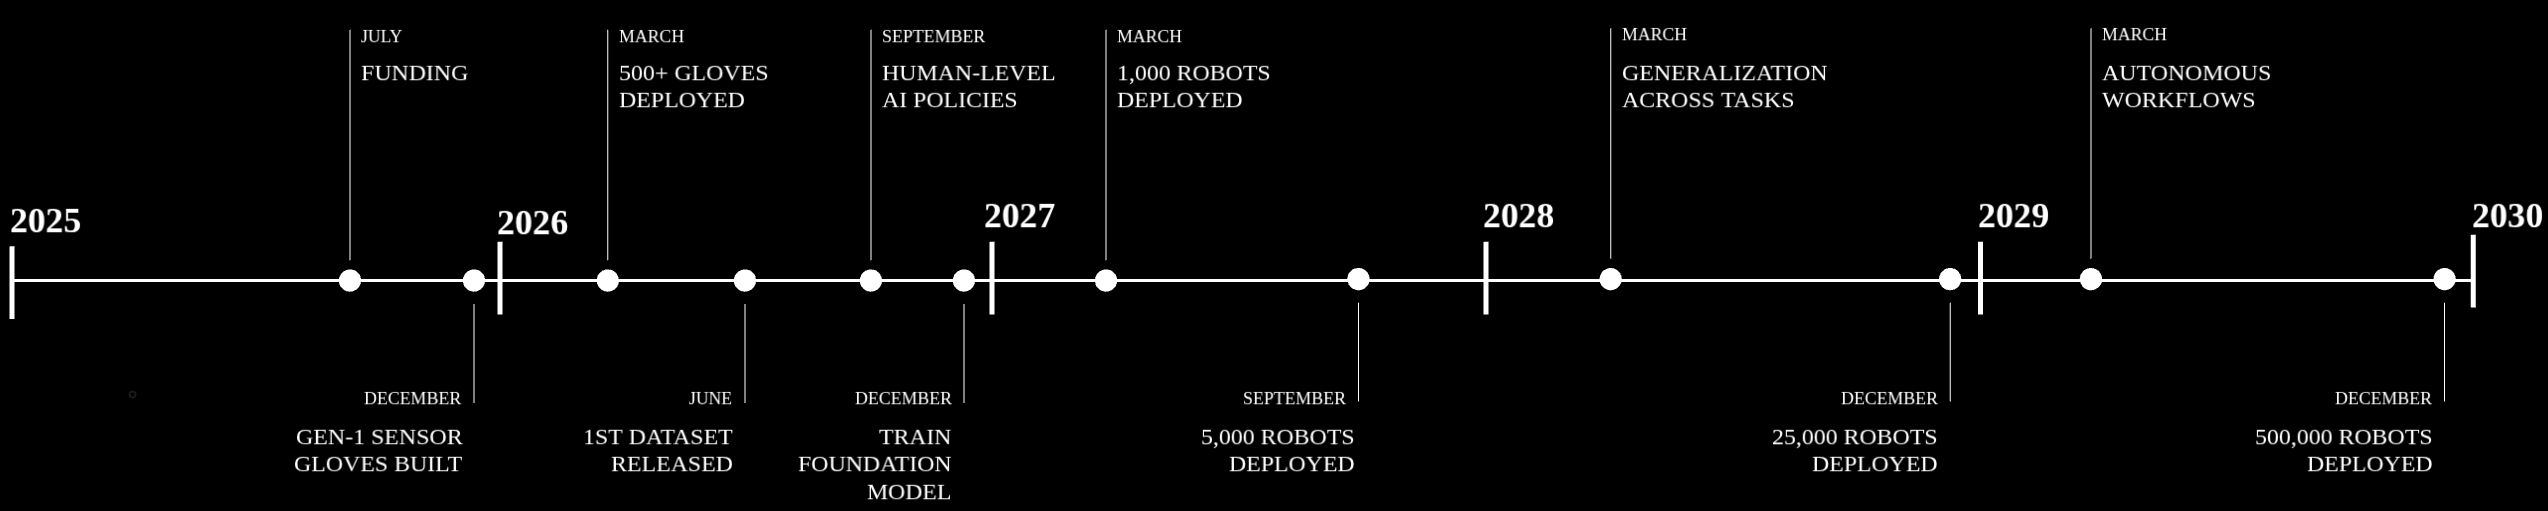 JULY
FUNDING
MARCH
500+ GLOVES
DEPLOYED
SEPTEMBER
HUMAN-LEVEL
AI POLICIES
MARCH
1,000 ROBOTS
DEPLOYED
MARCH
GENERALIZATION
ACROSS TASKS
MARCH
AUTONOMOUS
WORKFLOWS
2025
2026
2027
2028
2029
2030
DECEMBER
GEN-1 SENSOR
GLOVES BUILT
JUNE
1ST DATASET
RELEASED
DECEMBER
TRAIN
FOUNDATION
MODEL
SEPTEMBER
5,000 ROBOTS
DEPLOYED
DECEMBER
25,000 ROBOTS
DEPLOYED
DECEMBER
500,000 ROBOTS
DEPLOYED